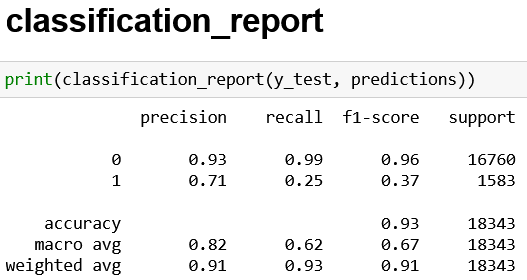 classification_report
print(classification_report(y_test, predictions))
precision recall f1-score support
0 0.93 0.99 0.96 16760
1 0.71 0.25 0.37 1583
accuracy 0.93 18343
macro avg 0.82 0.62 0.67 18343
weighted avg 0.91 0.93 0.91 18343